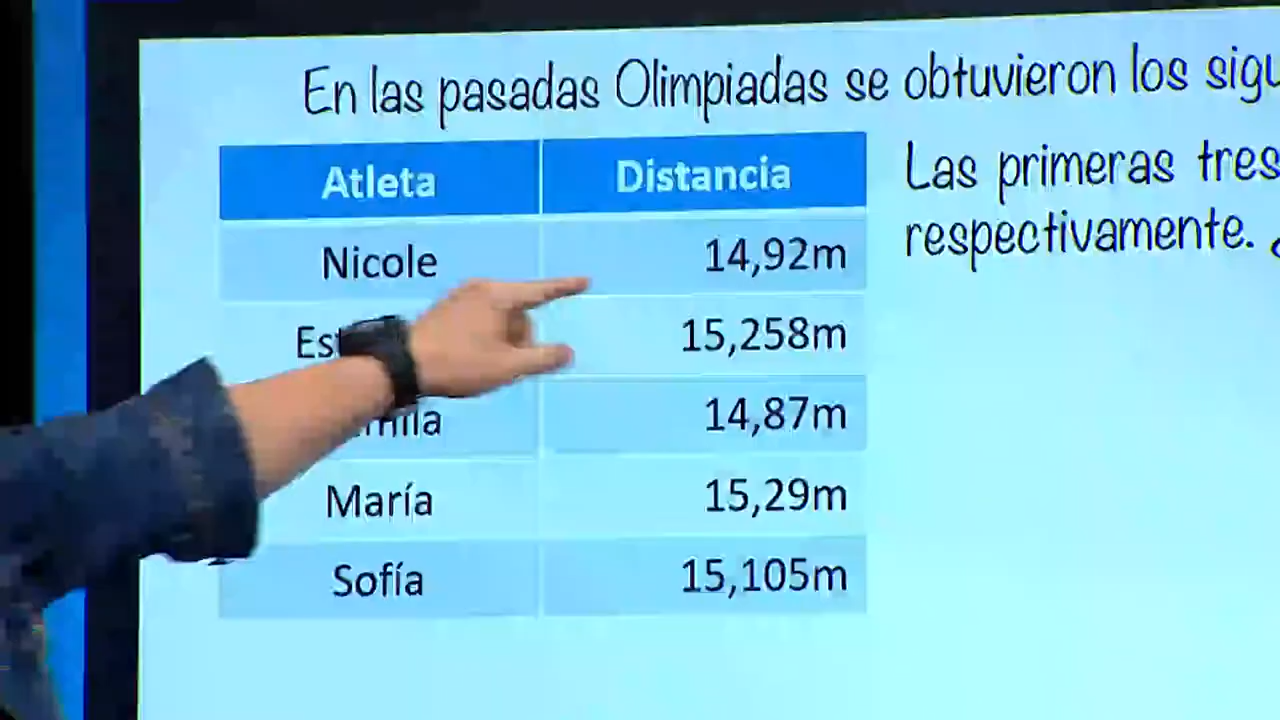 En las pasadas Olimpiadas se obtuvieron los
Atleta Distancia
Las primeras tres
respectivamente.
Nicole 14,92m
15,258m
14,87m
María 15,29m
Sofía 15,105m